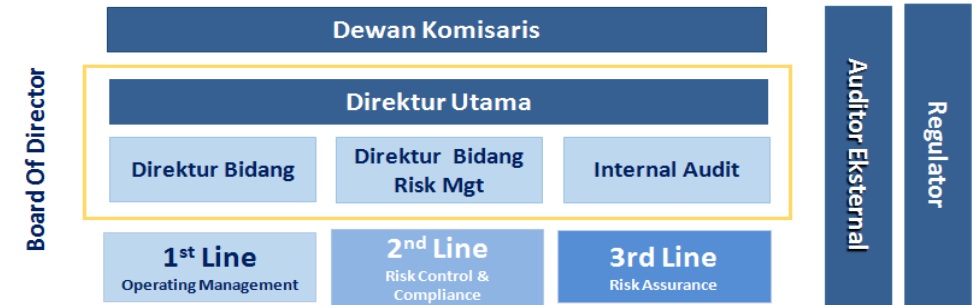 Board Of Director
Dewan Komisaris
Direktur Utama
Direktur Bidang
Direktur Bidang
Risk Mgt
Internal Audit
1st Line
Operating Management
2nd Line
Risk Control &
Compliance
3rd Line
Risk Assurance
Auditor Eksternal
Regulator